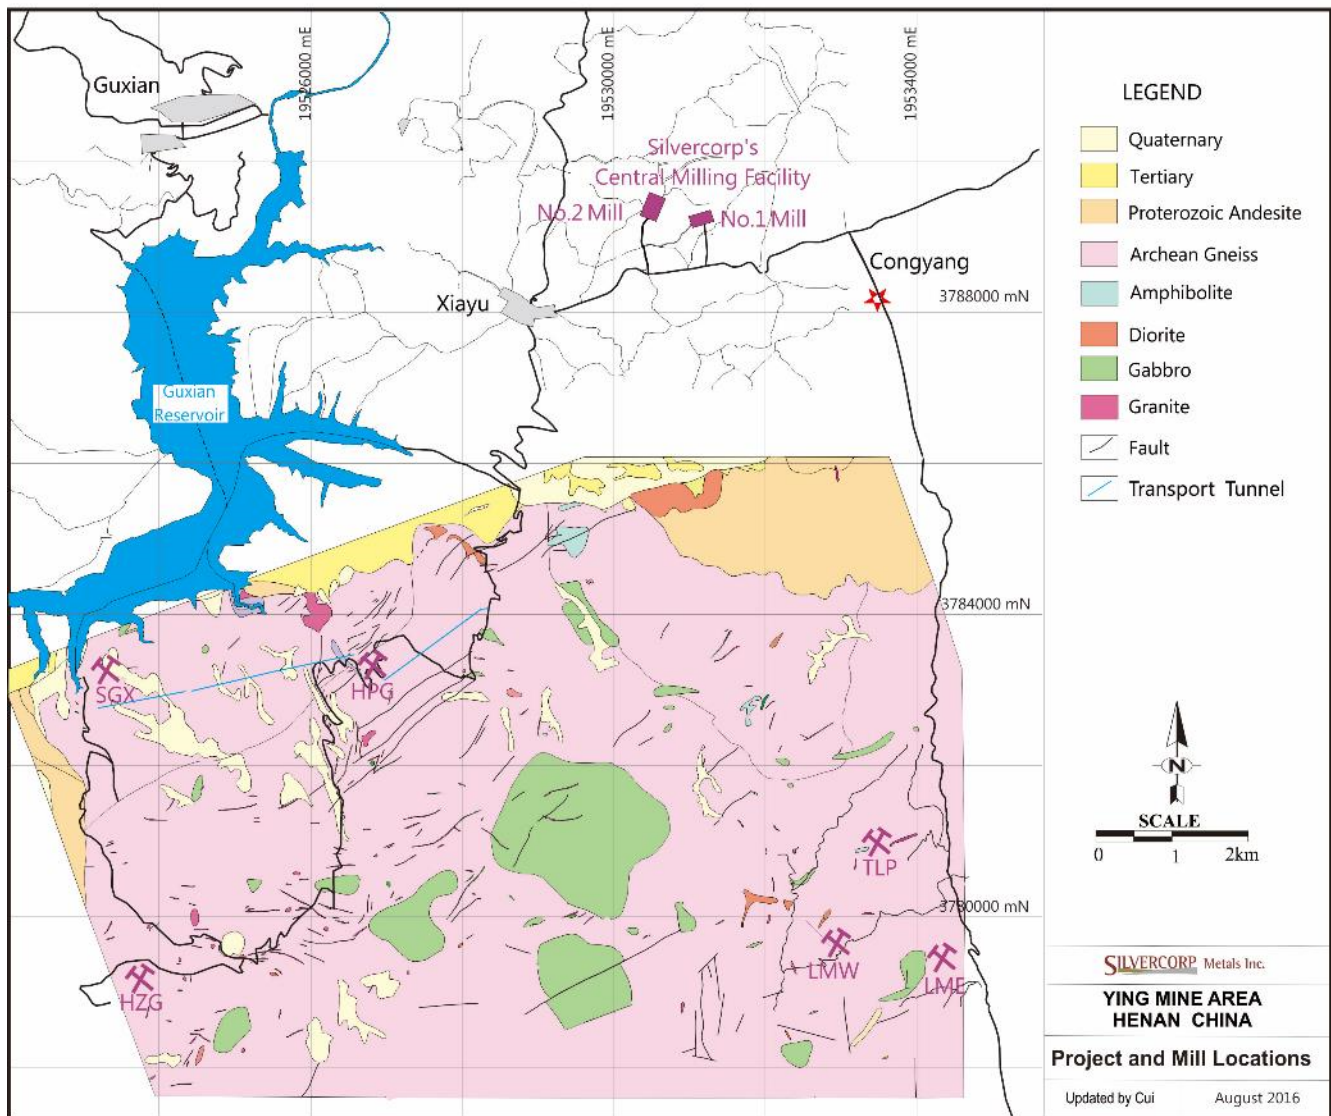 Guxian
19526000 mE
19530000 mE
19534000 mE
Silvercorp's
Central Milling Facility
No.2 Mill
No.1 Mill
Congyang
Xiayu
3788000 mN
Guxian
Reservoir
3784000 mN
SGX
HPG
TLP
3780000 mN
LMW
LME
HZG
LEGEND
Quaternary
Tertiary
Proterozoic Andesite
Archean Gneiss
Amphibolite
Diorite
Gabbro
Granite
Fault
Transport Tunnel
N
SCALE
0 1 2km
SILVERCORP Metals Inc.
YING MINE AREA
HENAN CHINA
Project and Mill Locations
Updated by Cui August 2016